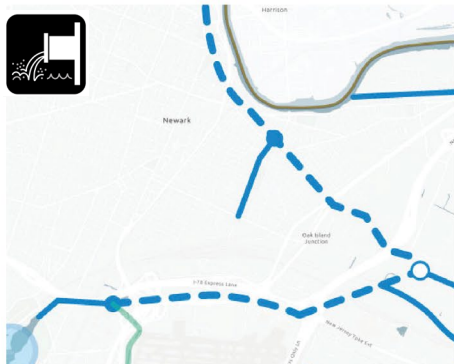 Harrison
Newark
Oak Island
Junction
I-78 Express Lane
New Jersey Tpke Ext